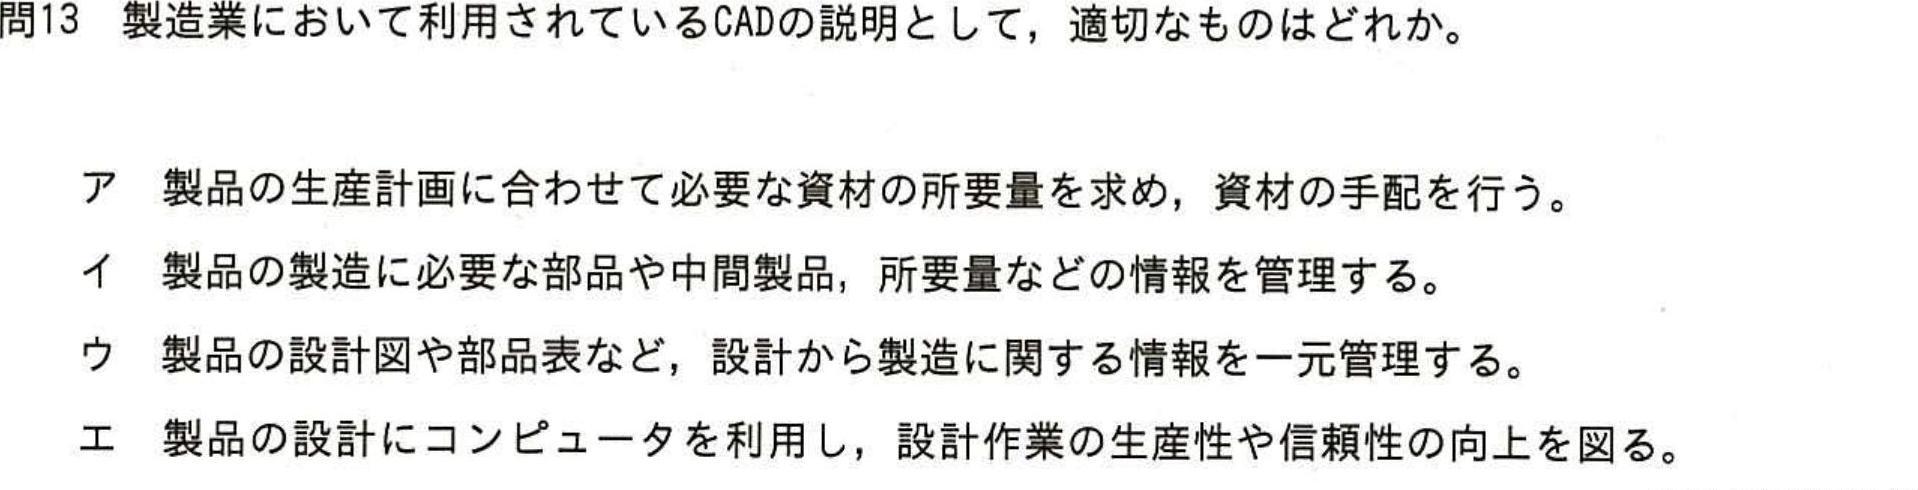 問13 製造業において利用されているCADの説明として，適切なものはどれか。
ア 製品の生産計画に合わせて必要な資材の所要量を求め，資材の手配を行う。
イ 製品の製造に必要な部品や中間製品，所要量などの情報を管理する。
ウ 製品の設計図や部品表など，設計から製造に関する情報を一元管理する。
エ 製品の設計にコンピュータを利用し，設計作業の生産性や信頼性の向上を図る。